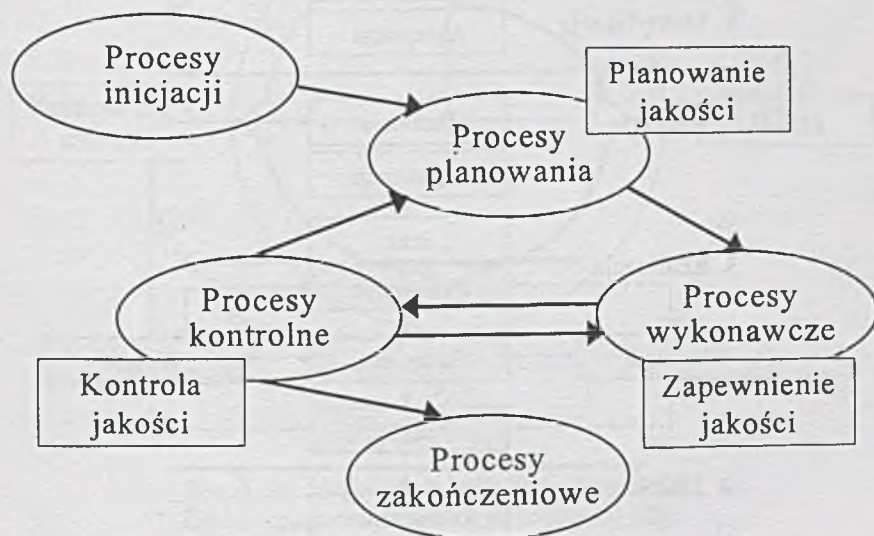 Procesy
inicjacji
Planowanie
jakości
Procesy
planowania
Procesy
kontrolne
Procesy
wykonawcze
Kontrola
jakości
Zapewnienie
jakości
Procesy
zakończeniowe